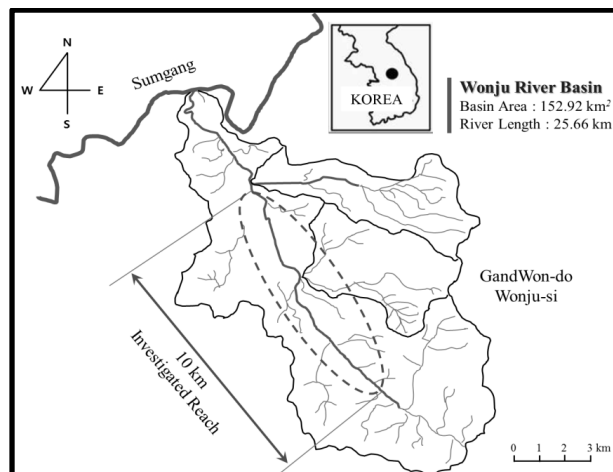 N
W E
S
Sumgang
KOREA
Wonju River Basin
Basin Area : 152.92 km²
River Length : 25.66 km
GandWon-do
Wonju-si
10 km
Investigated Reach
0 1 2 3 km